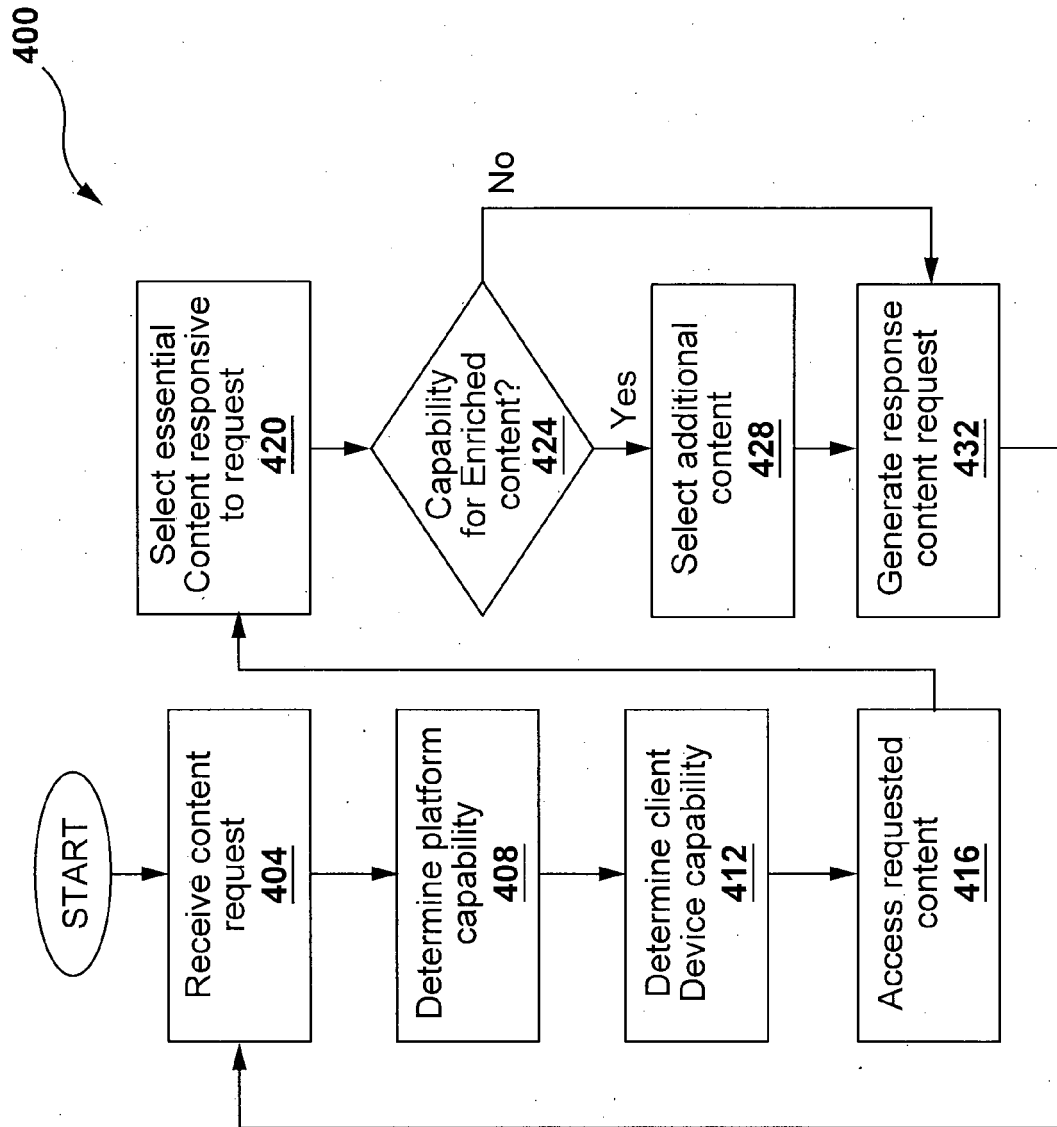 400
START
Receive content
request
404
Determine platform
capability
408
Determine client
Device capability
412
Access requested
content
416
Select essential
Content responsive
to request
420
Capability
for Enriched
content?
424
No
Yes
Select additional
content
428
Generate response
content request
432